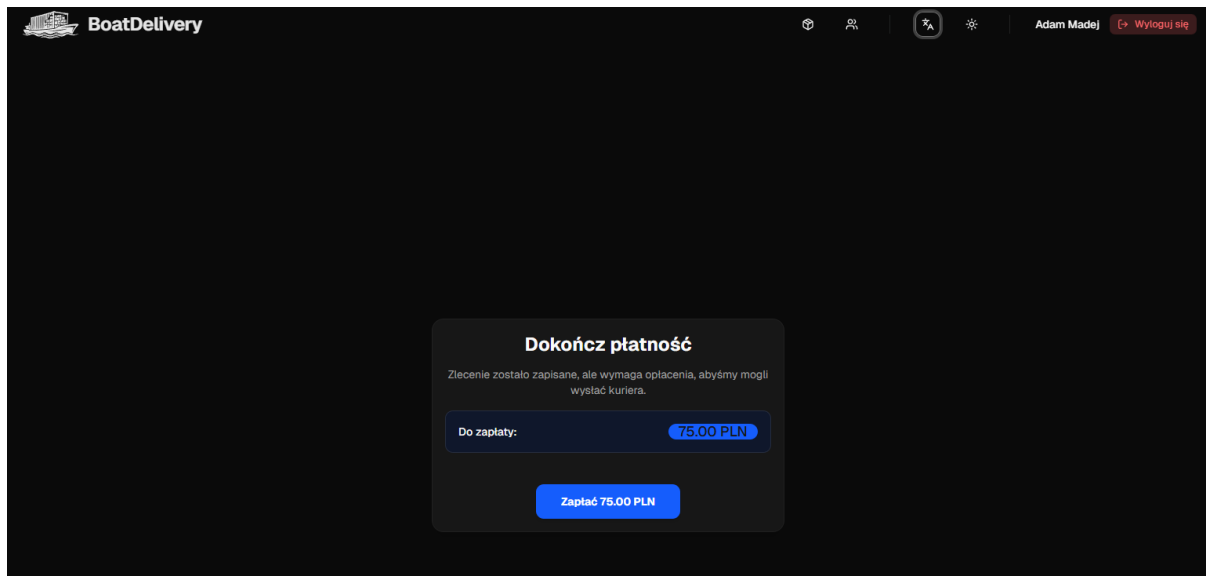 BoatDelivery
Adam Madej
Wyloguj się
Dokończ płatność
Zlecenie zostało zapisane, ale wymaga opłacenia, abyśmy mogli
wysłać kuriera.
Do zapłaty:
75.00 PLN
Zapłać 75.00 PLN